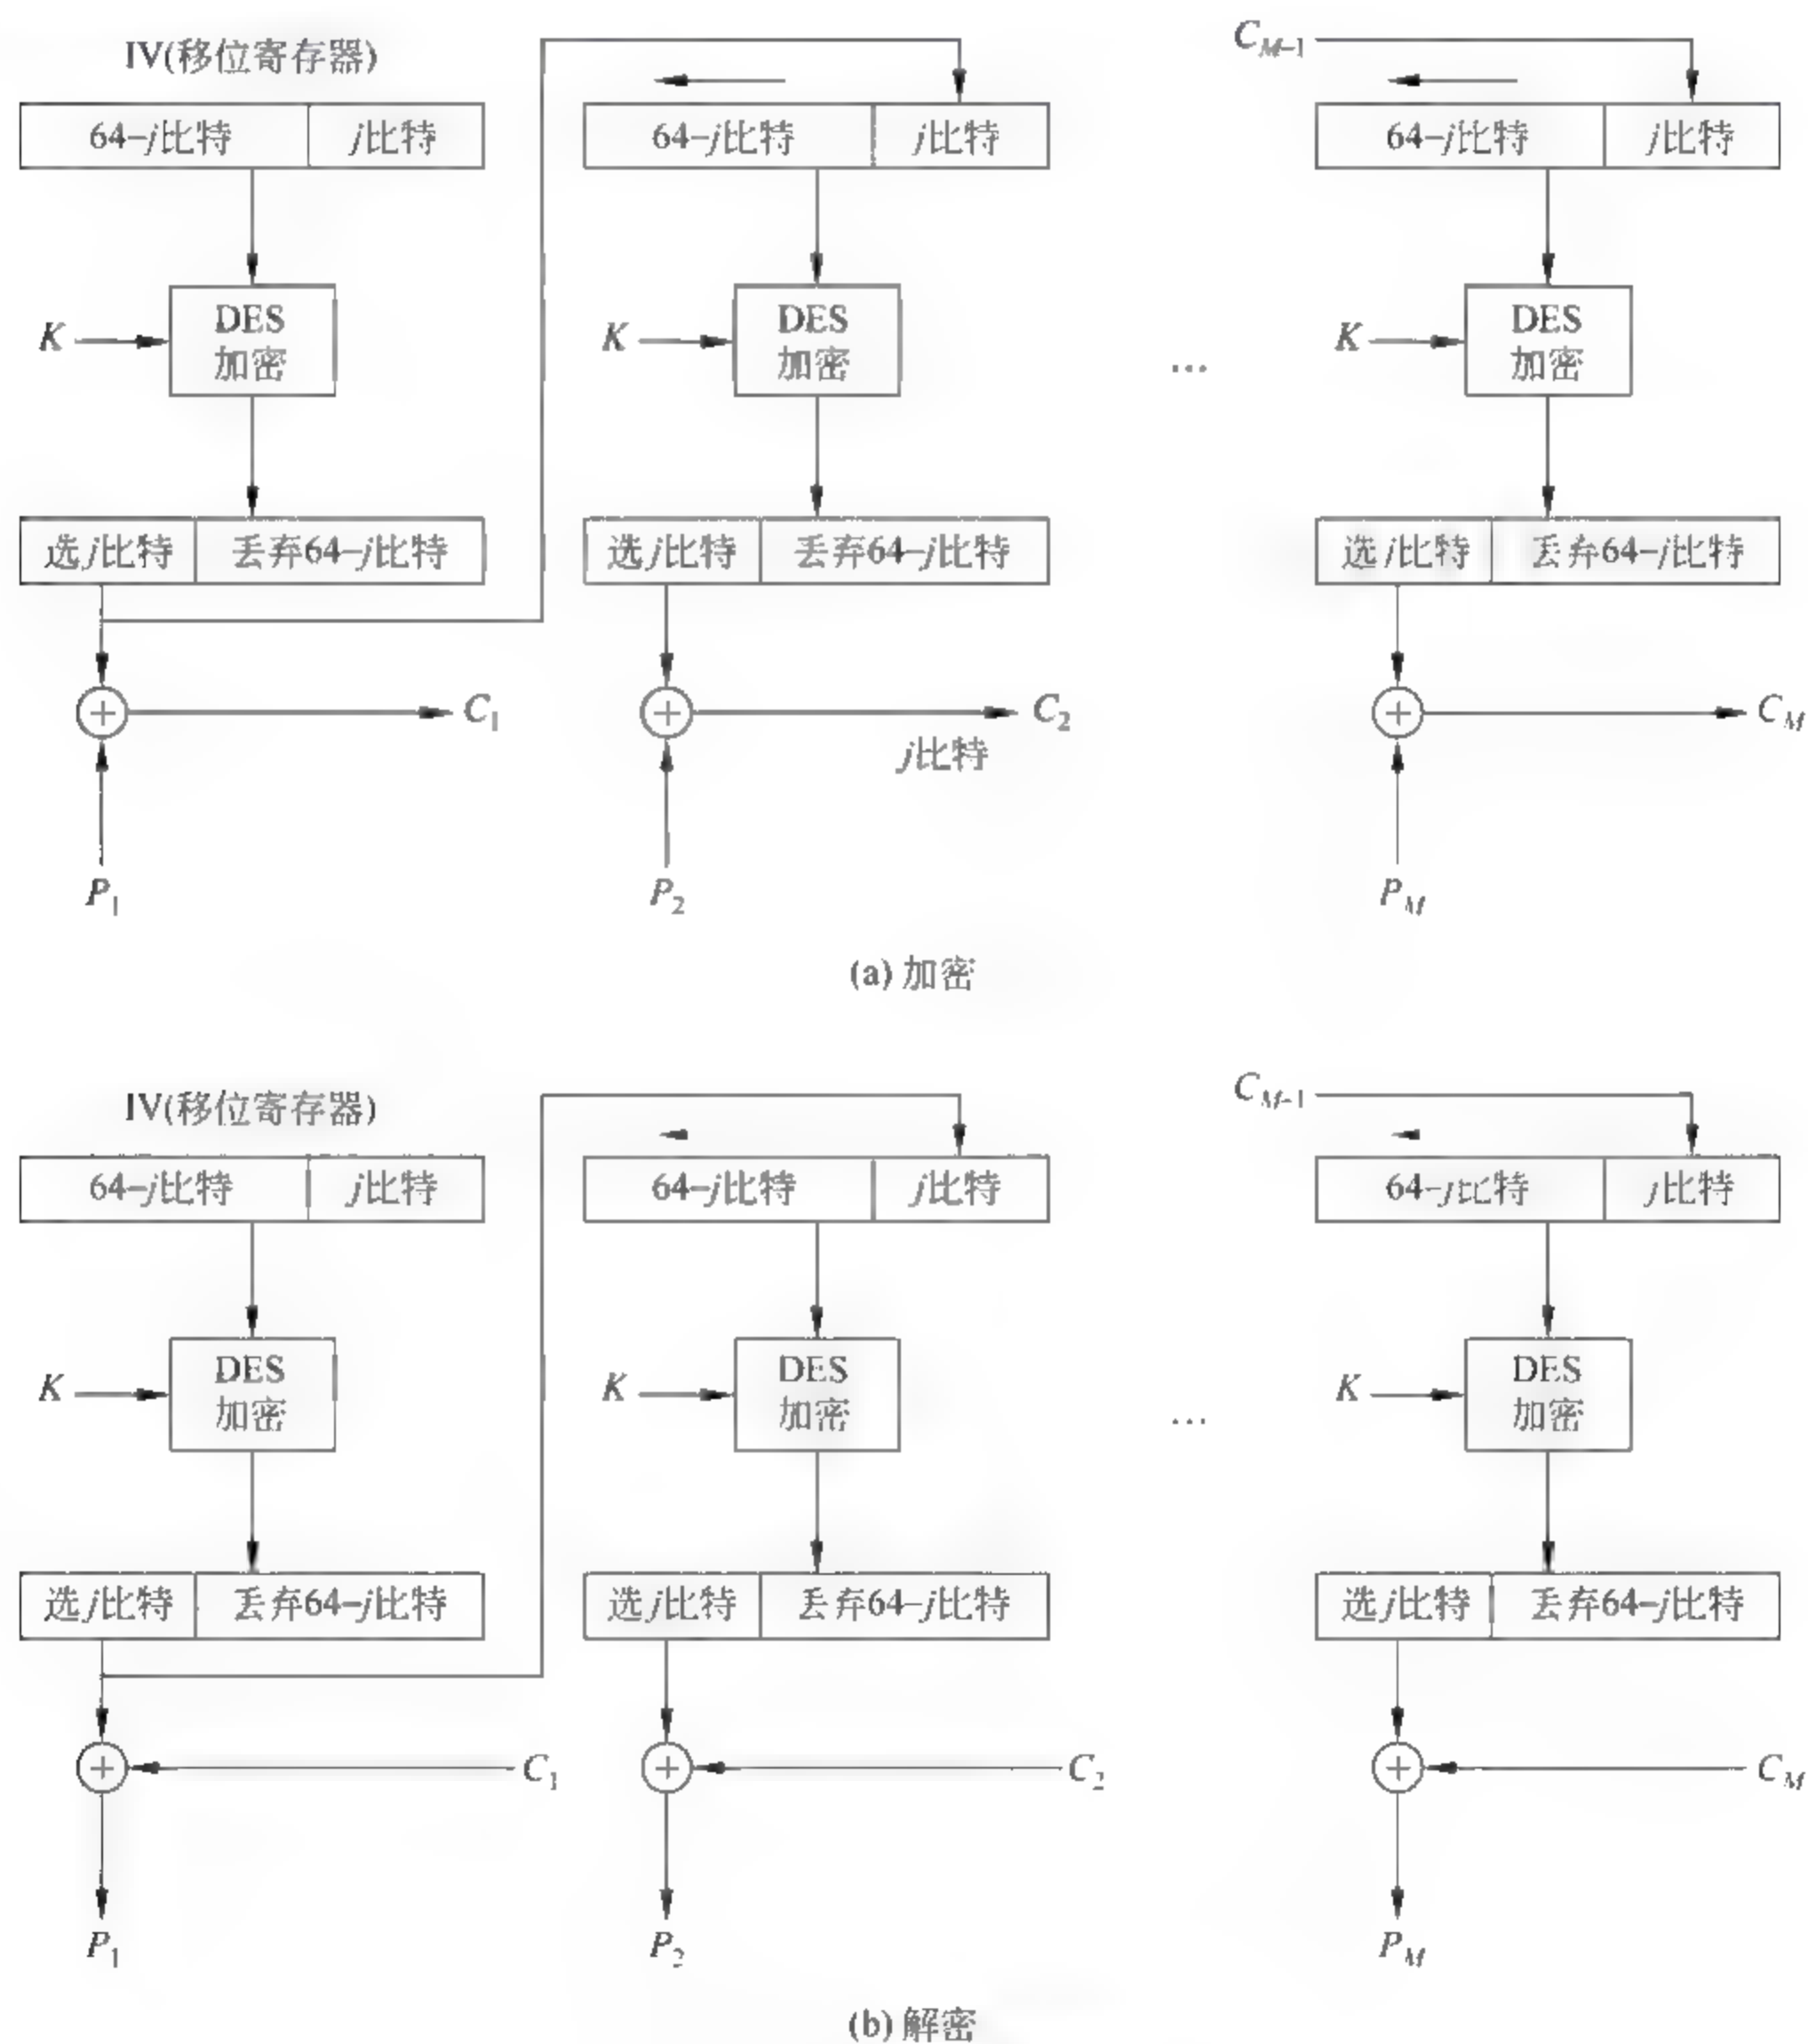 IV(移位寄存器)
C_{M-1}
64-j比特 j比特 64-j比特 j比特 64-j比特 j比特
K DES K DES K DES
加密 加密 … 加密
选j比特 丢弃64-j比特 选j比特 丢弃64-j比特 选j比特 丢弃64-j比特
+ C₁ + C₂ + C_M
j比特
P₁ P₂ P_M
(a) 加密
IV(移位寄存器)
C_{M-1}
64-j比特 j比特 64-j比特 j比特 64-j比特 j比特
K DES K DES K DES
加密 加密 … 加密
选j比特 丢弃64-j比特 选j比特 丢弃64-j比特 选j比特 丢弃64-j比特
+ C₁ + C₂ + C_M
P₁ P₂ P_M
(b) 解密